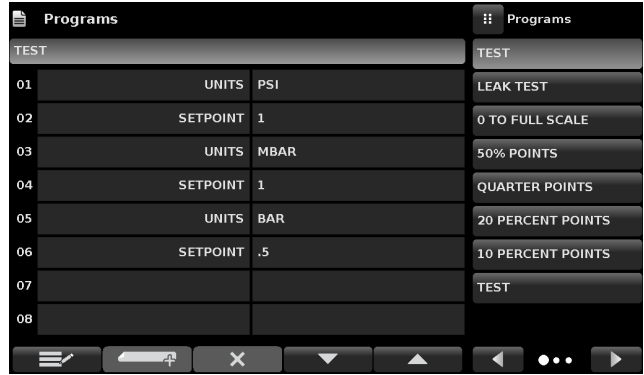 Programs
TEST
01 UNITS PSI
02 SETPOINT 1
03 UNITS MBAR
04 SETPOINT 1
05 UNITS BAR
06 SETPOINT .5
07
08
Programs
TEST
LEAK TEST
0 TO FULL SCALE
50% POINTS
QUARTER POINTS
20 PERCENT POINTS
10 PERCENT POINTS
TEST